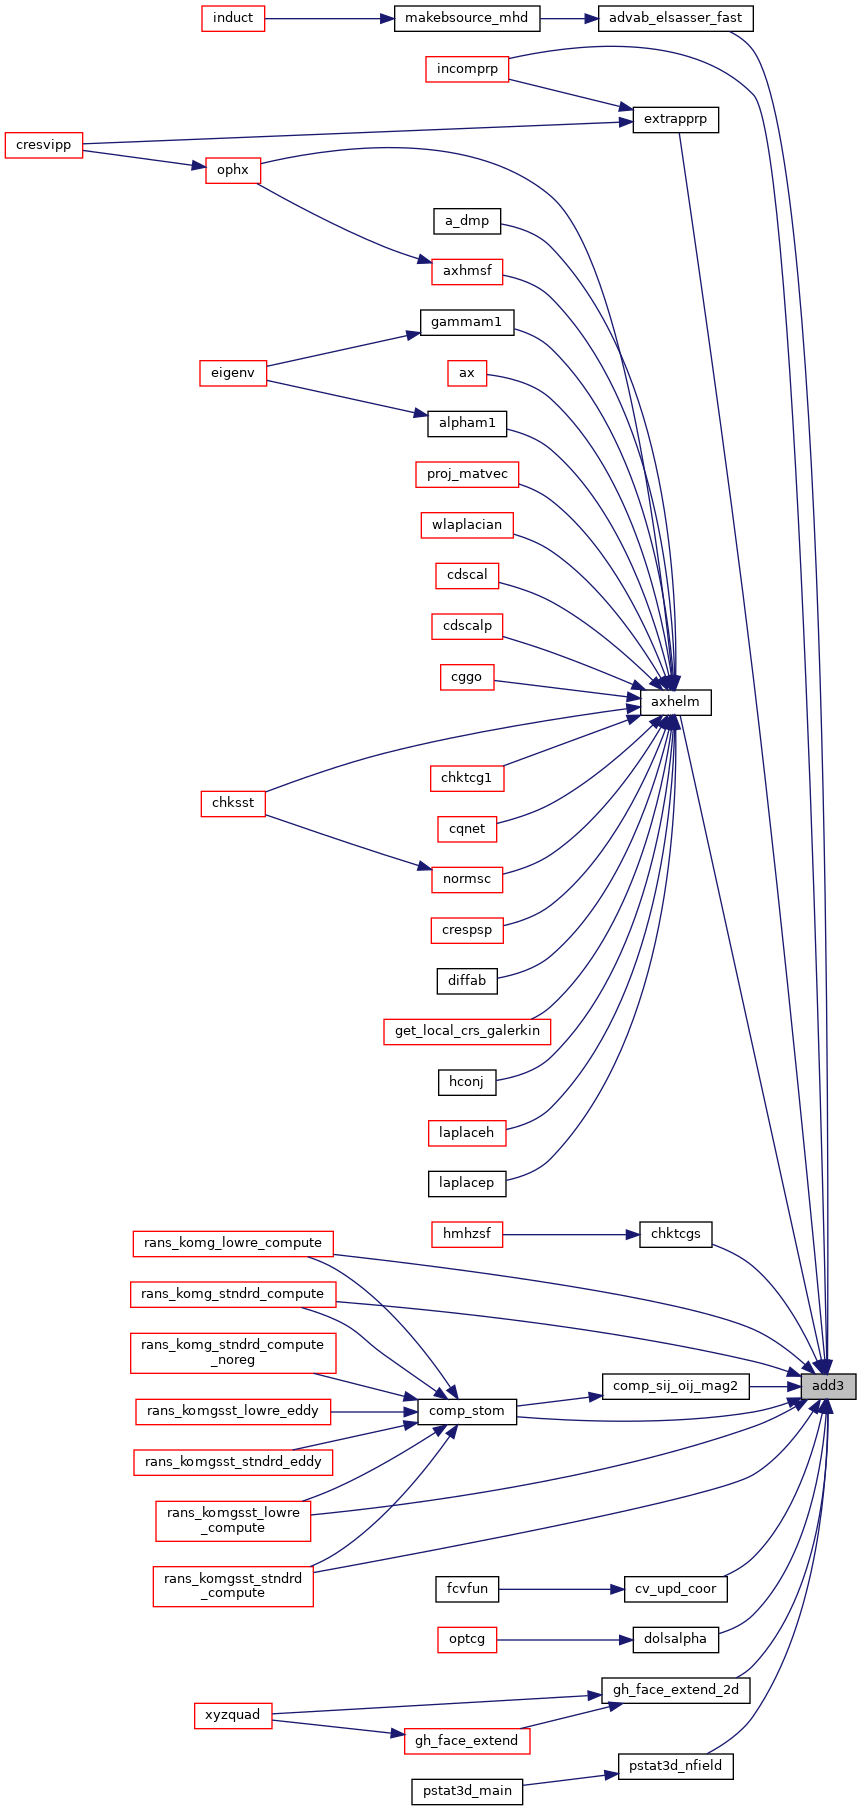 induct
makebsource_mhd
advab_elsasser_fast
incomprp
extrapprp
cresvipp
ophx
a_dmp
axhmsf
gammam1
eigenv
ax
alpham1
proj_matvec
wlaplacian
cdscal
cdscalp
cggo
axhelm
chktcg1
chksst
cqnet
normsc
crespsp
diffab
get_local_crs_galerkin
hconj
laplaceh
laplacep
hmhzsf
chktcgs
rans_komg_lowre_compute
rans_komg_stndrd_compute
rans_komg_stndrd_compute
_noreg
comp_sij_oij_mag2
add3
rans_komgsst_lowre_eddy
comp_stom
rans_komgsst_stndrd_eddy
rans_komgsst_lowre
_compute
rans_komgsst_stndrd
_compute
fcvfun
cv_upd_coor
optcg
dolsalpha
gh_face_extend_2d
xyzquad
gh_face_extend
pstat3d_nfield
pstat3d_main